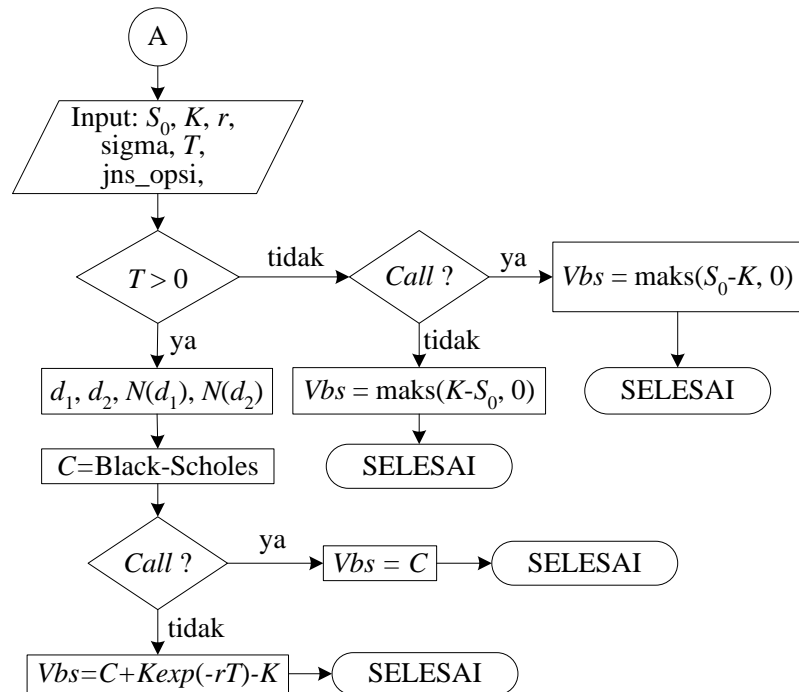 A
Input: S₀, K, r,
sigma, T,
jns_opsi,
T > 0
tidak
Call ?
ya
Vbs = maks(S₀-K, 0)
ya
tidak
SELESAI
d₁, d₂, N(d₁), N(d₂)
Vbs = maks(K-S₀, 0)
C=Black-Scholes
SELESAI
Call ?
ya
Vbs = C
SELESAI
tidak
Vbs=C+Kexp(-rT)-K
SELESAI